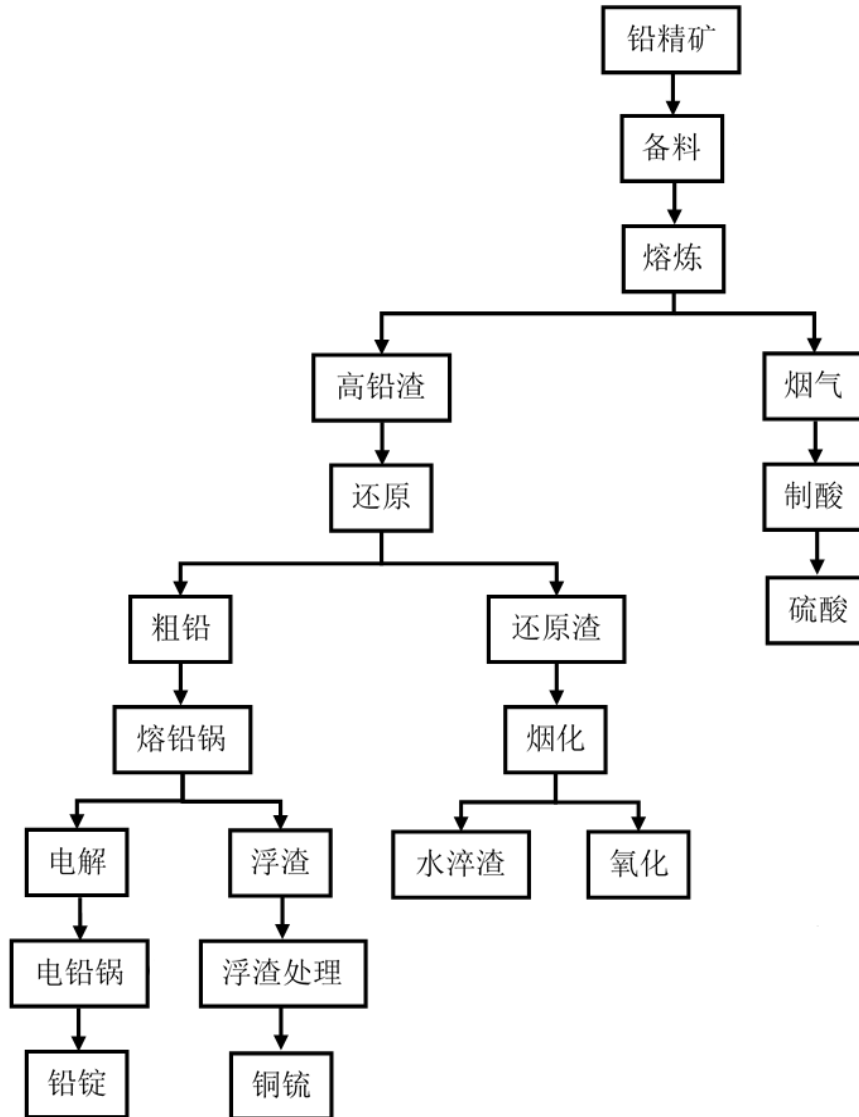 铅精矿
备料
熔炼
高铅渣
烟气
还原
制酸
硫酸
粗铅
还原渣
熔铅锅
烟化
电解
浮渣
水淬渣
氧化
电铅锅
浮渣处理
铅锭
铜锍